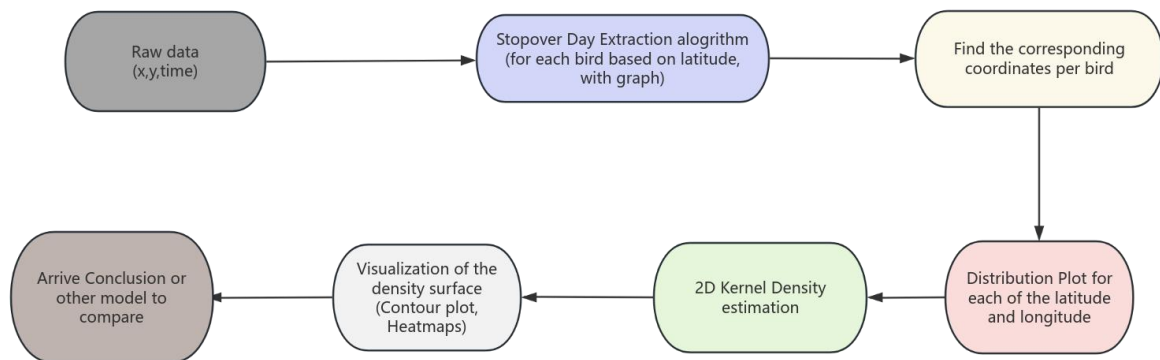 Raw data
(x,y,time)
Stopover Day Extraction alogrithm
(for each bird based on latitude,
with graph)
Find the corresponding
coordinates per bird
Distribution Plot for
each of the latitude
and longitude
2D Kernel Density
estimation
Visualization of the
density surface
(Contour plot,
Heatmaps)
Arrive Conclusion or
other model to
compare